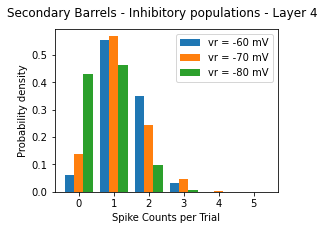 Secondary Barrels - Inhibitory populations - Layer 4
vr = -60 mV
vr = -70 mV
vr = -80 mV
Probability density
0.5
0.4
0.3
0.2
0.1
0.0
0 1 2 3 4 5
Spike Counts per Trial